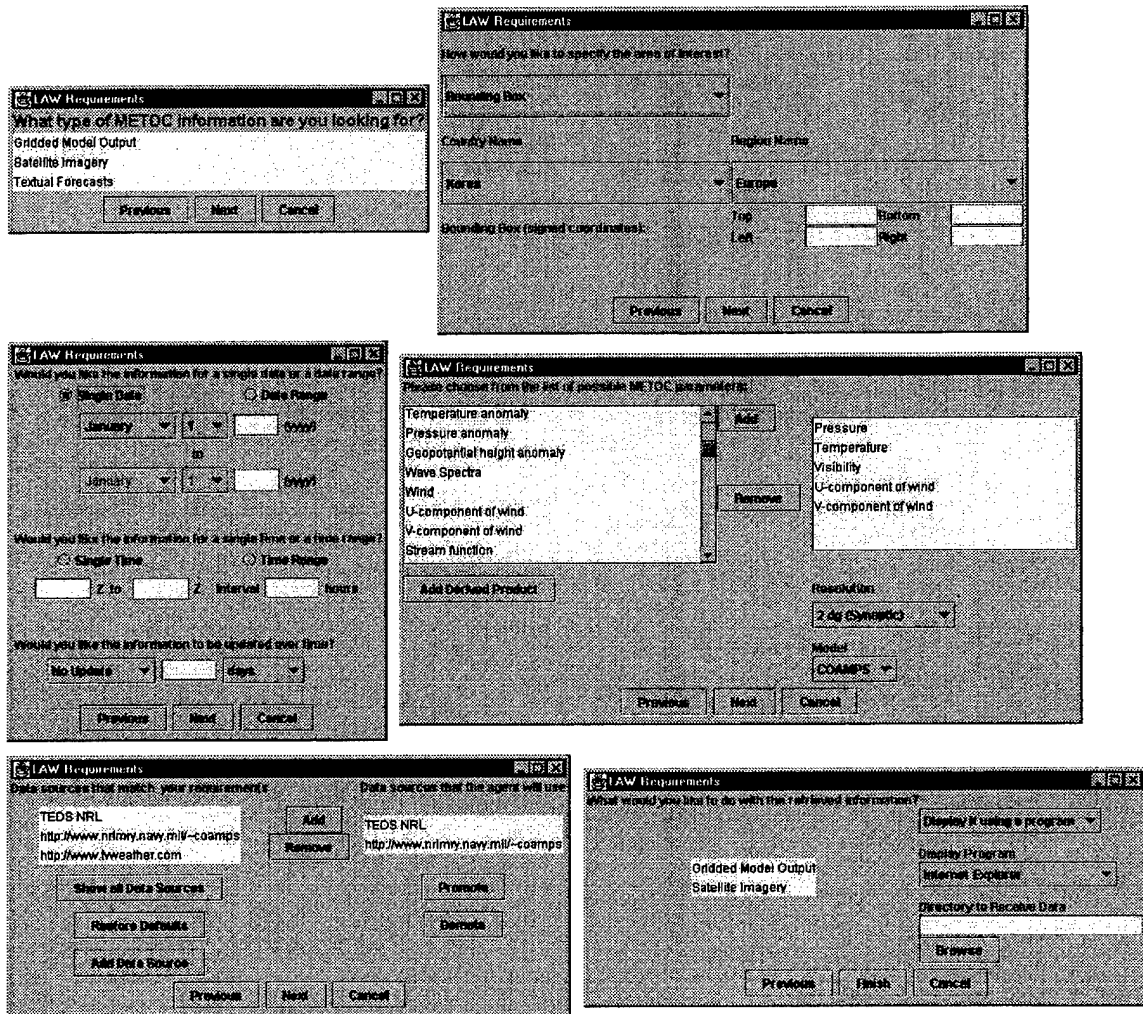 LAW Requirements
What type of METOC information are you looking for?
Gridded Model Output
Satellite Imagery
Textual Forecasts
Previous Next Cancel
LAW Requirements
How would you like to specify the area of interest?
Bounding Box
Country Name Region Name
Korea Europe
Bounding Box (signed coordinates): Top Bottom
Left Right
Previous Next Cancel
LAW Requirements
Would you like the information for a single date or a date range?
Single Date Date Range
January 1 (yyyy)
to
January 1 (yyyy)
Would you like the information for a single time or a time range?
Single Time Time Range
Z to Z Interval hours
Would you like the information to be updated over time?
No Update days
Previous Next Cancel
LAW Requirements
Please choose from the list of possible METOC parameters:
Temperature anomaly
Pressure anomaly
Geopotential height anomaly
Wave Spectra
Wind
U-component of wind
V-component of wind
Stream function
Add
Remove
Pressure
Temperature
Visibility
U-component of wind
V-component of wind
Add Derived Product
Resolution
2 dg (Synoptic)
Model
COAMPS
Previous Next Cancel
LAW Requirements
Data sources that match your requirements Data sources that the agent will use
TEDS NRL
http://www.nrlmry.navy.mil/~coamps
http://www.tvweather.com
Add
Remove
TEDS NRL
http://www.nrlmry.navy.mil/~coamps
Show all Data Sources Promote
Restore Defaults Demote
Add Data Source
Previous Next Cancel
LAW Requirements
What would you like to do with the retrieved information?
Display it using a program
Gridded Model Output
Satellite Imagery
Display Program
Internet Explorer
Directory to Receive Data
Browse
Previous Finish Cancel